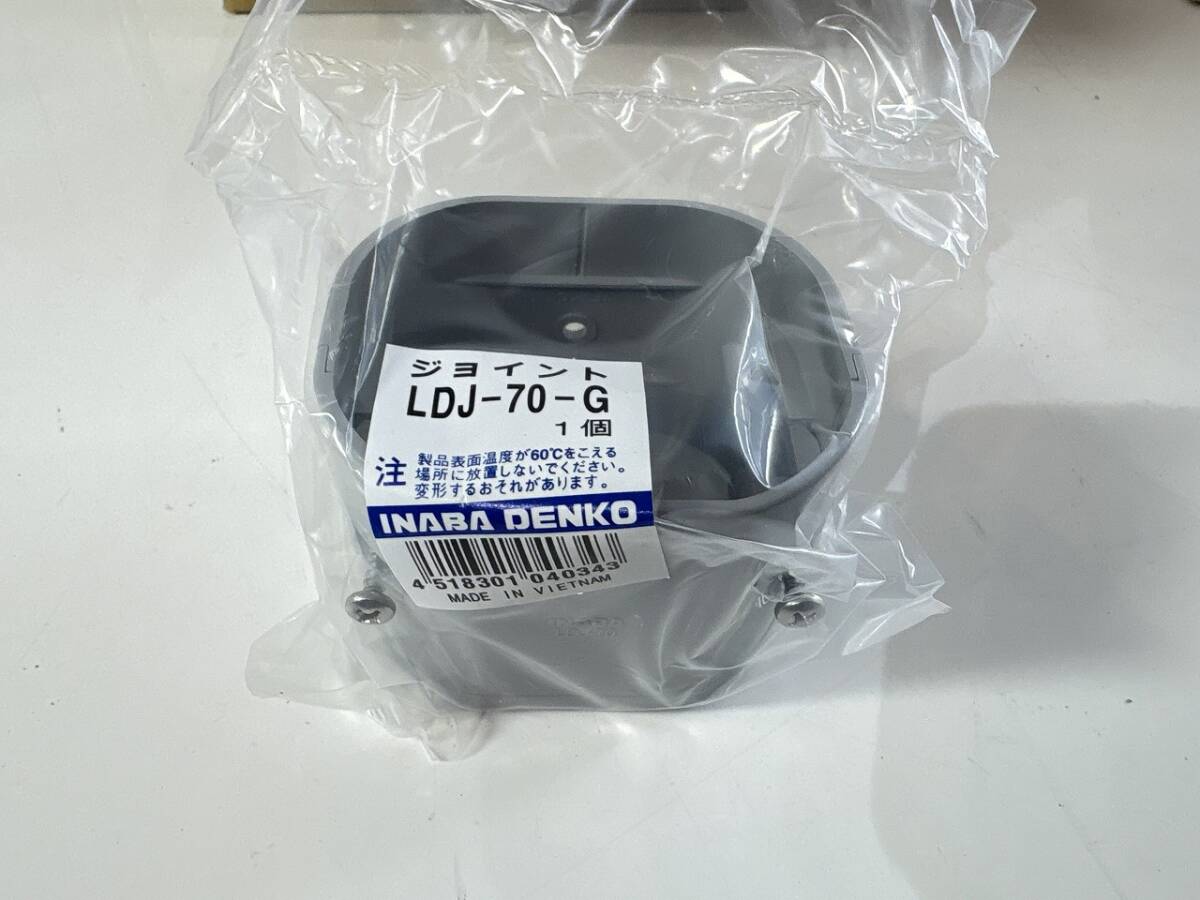 ジョイント
LDJ-70-G
1個
注 製品表面温度が60℃をこえる
場所に放置しないでください。
変形するおそれがあります。
INABA DENKO
4 518301 040343
MADE IN VIETNAM